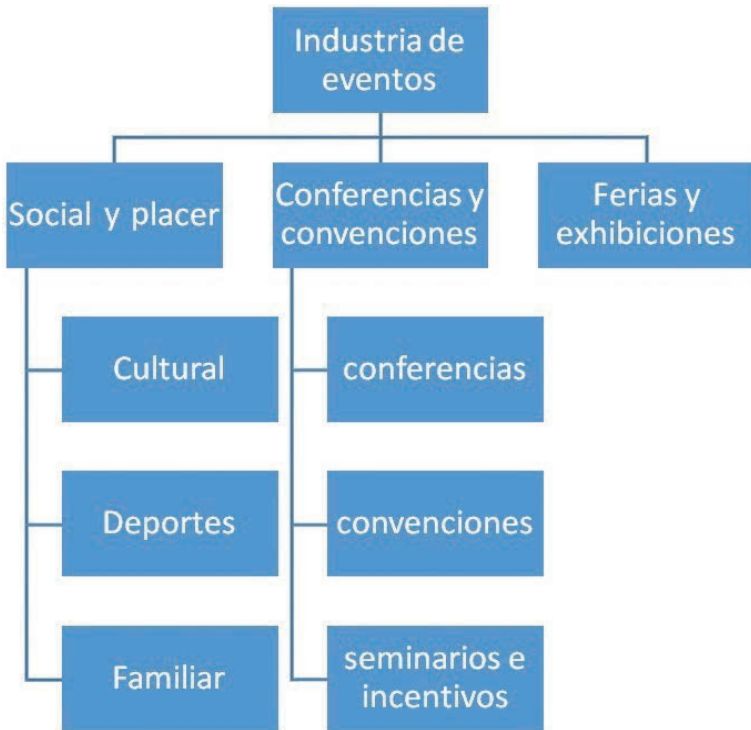 Industria de
eventos
Social y placer
Conferencias y
convenciones
Ferias y
exhibiciones
Cultural
conferencias
Deportes
convenciones
Familiar
seminarios e
incentivos